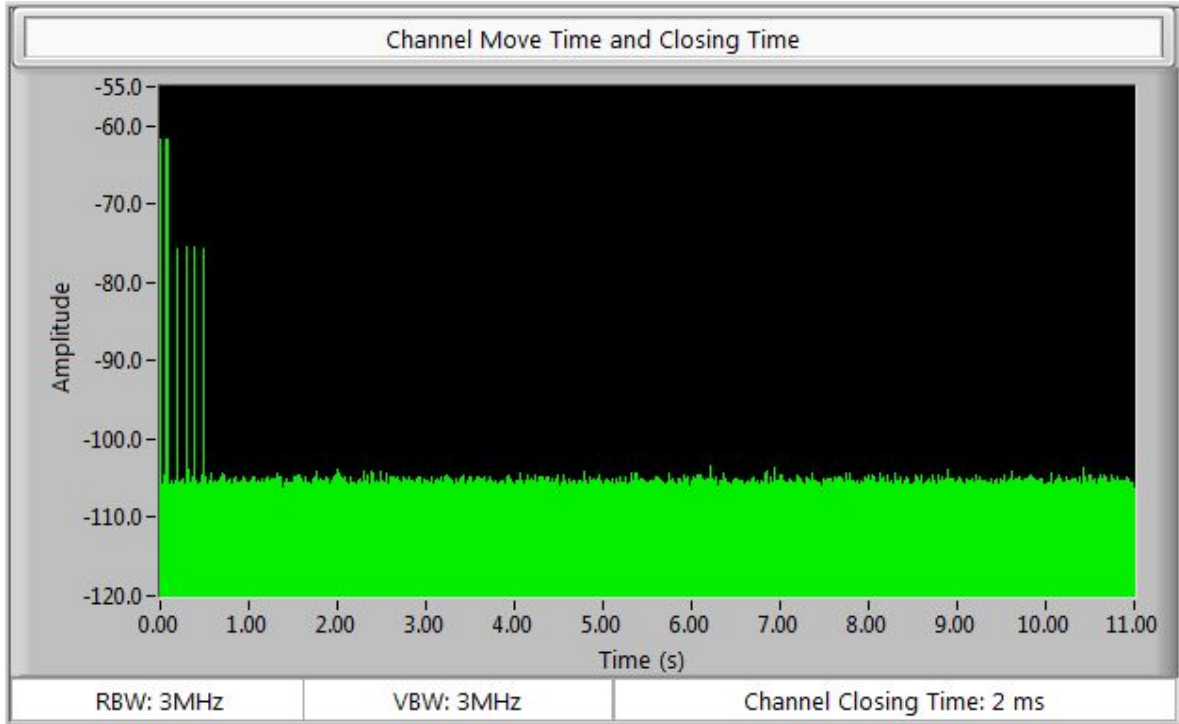 Channel Move Time and Closing Time
-55.0
-60.0
-70.0
-80.0
-90.0
-100.0
-110.0
-120.0
Amplitude
0.00 1.00 2.00 3.00 4.00 5.00 6.00 7.00 8.00 9.00 10.00 11.00
Time (s)
RBW: 3MHz VBW: 3MHz Channel Closing Time: 2 ms